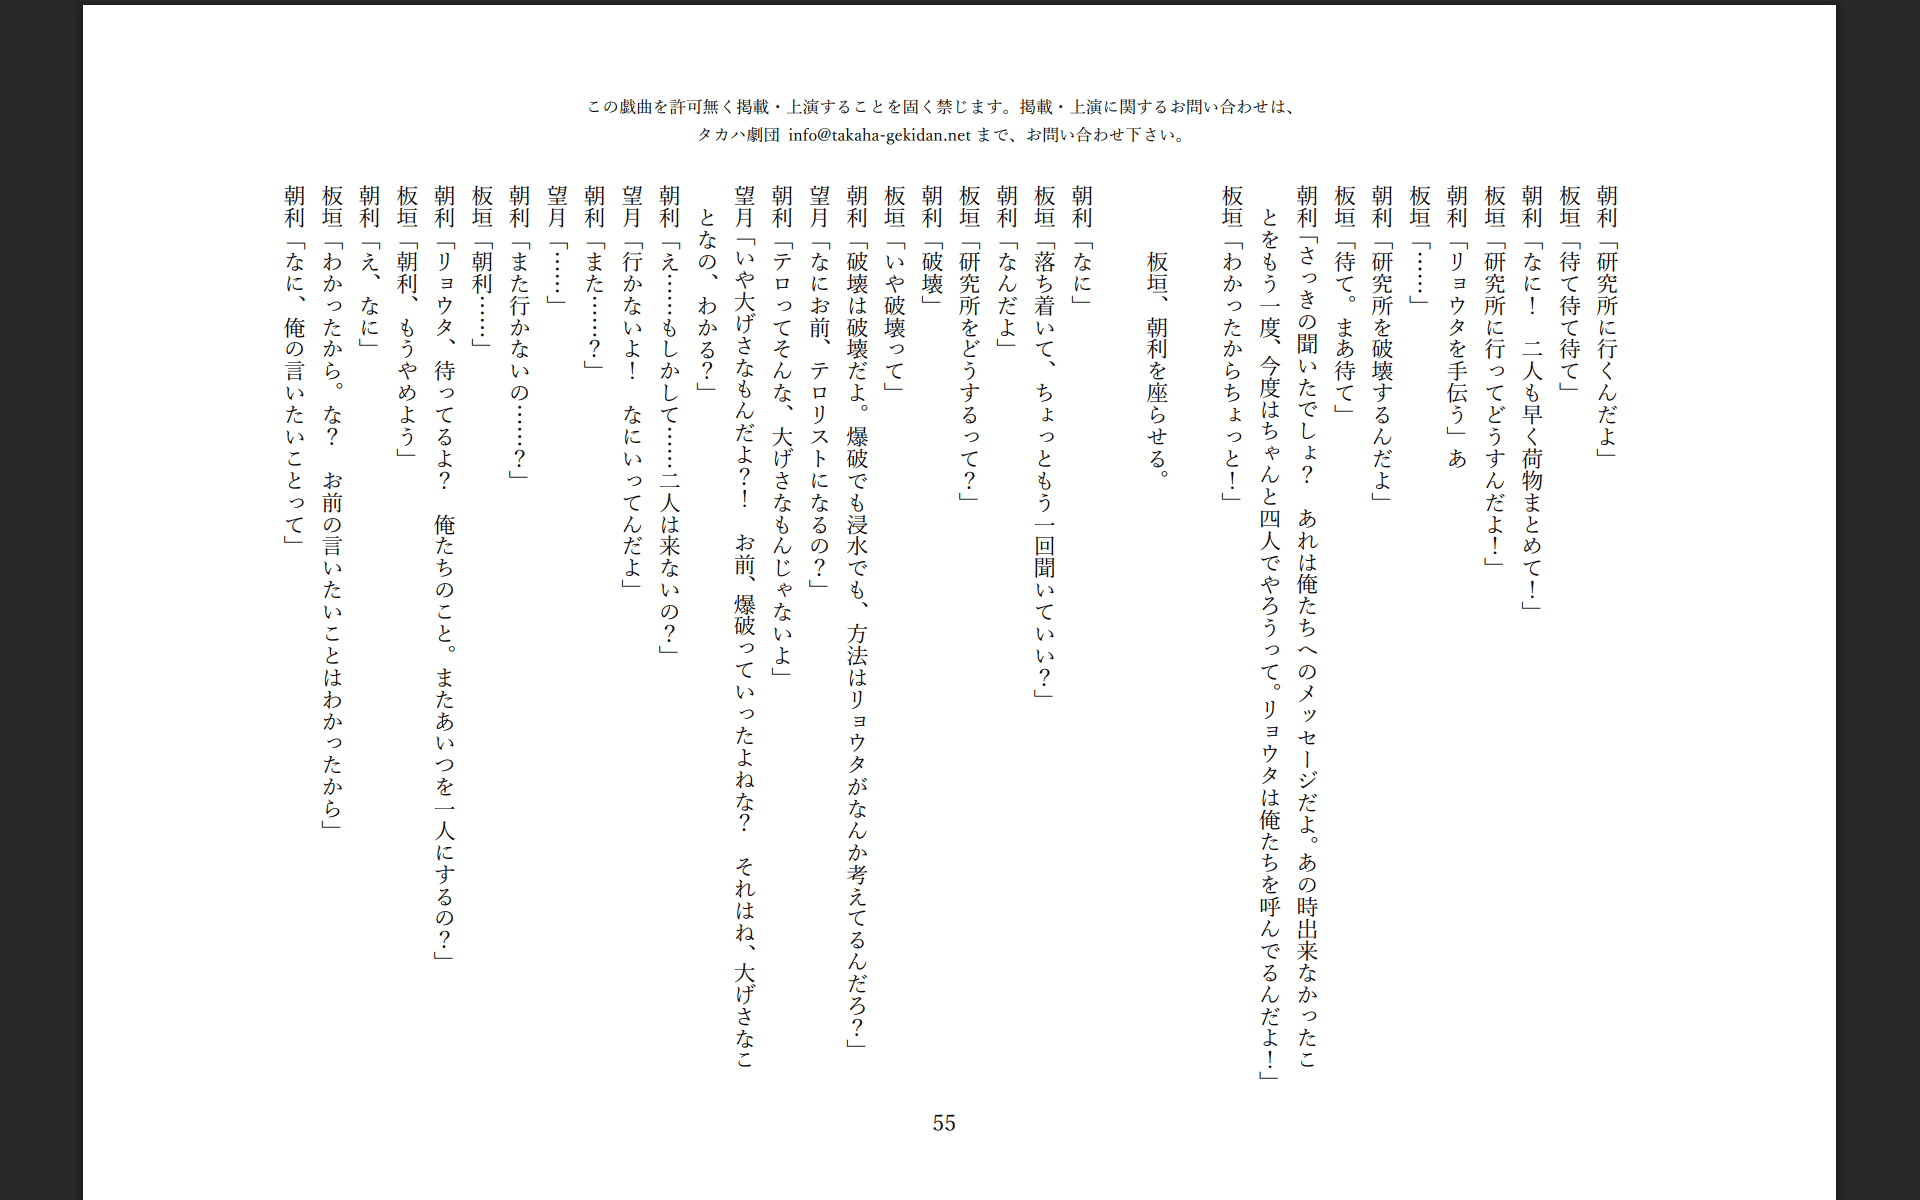 この戯曲を許可無く掲載・上演することを固く禁じます。掲載・上演に関するお問い合わせは、
タカハ劇団 info@takaha-gekidan.net まで、お問い合わせ下さい。
朝利「研究所に行くんだよ」
板垣「待て待て待て」
朝利「なに！　二人も早く荷物まとめて！」
板垣「研究所に行ってどうすんだよ！」
朝利「リョウタを手伝う」あ
板垣「……」
朝利「研究所を破壊するんだよ」
板垣「待て。まあ待て」
朝利「さっきの聞いたでしょ？　あれは俺たちへのメッセージだよ。あの時出来なかったこ
とをもう一度、今度はちゃんと四人でやろうって。リョウタは俺たちを呼んでるんだよ！」
板垣「わかったからちょっと！」
板垣、朝利を座らせる。
朝利「なに」
板垣「落ち着いて、ちょっともう一回聞いていい？」
朝利「なんだよ」
板垣「研究所をどうするって？」
朝利「破壊」
板垣「いや破壊って」
朝利「破壊は破壊だよ。爆破でも浸水でも、方法はリョウタがなんか考えてるんだろ？」
望月「なにお前、テロリストになるの？」
朝利「テロってそんな、大げさなもんじゃないよ」
望月「いや大げさなもんだよ？！　お前、爆破っていったよねな？　それはね、大げさなこ
となの、わかる？」
朝利「え……もしかして……二人は来ないの？」
望月「行かないよ！　なにいってんだよ」
朝利「また……？」
望月「……」
朝利「また行かないの……？」
板垣「朝利……」
朝利「リョウタ、待ってるよ？　俺たちのこと。またあいつを一人にするの？」
板垣「朝利、もうやめよう」
朝利「え、なに」
板垣「わかったから。な？　お前の言いたいことはわかったから」
朝利「なに、俺の言いたいことって」
55